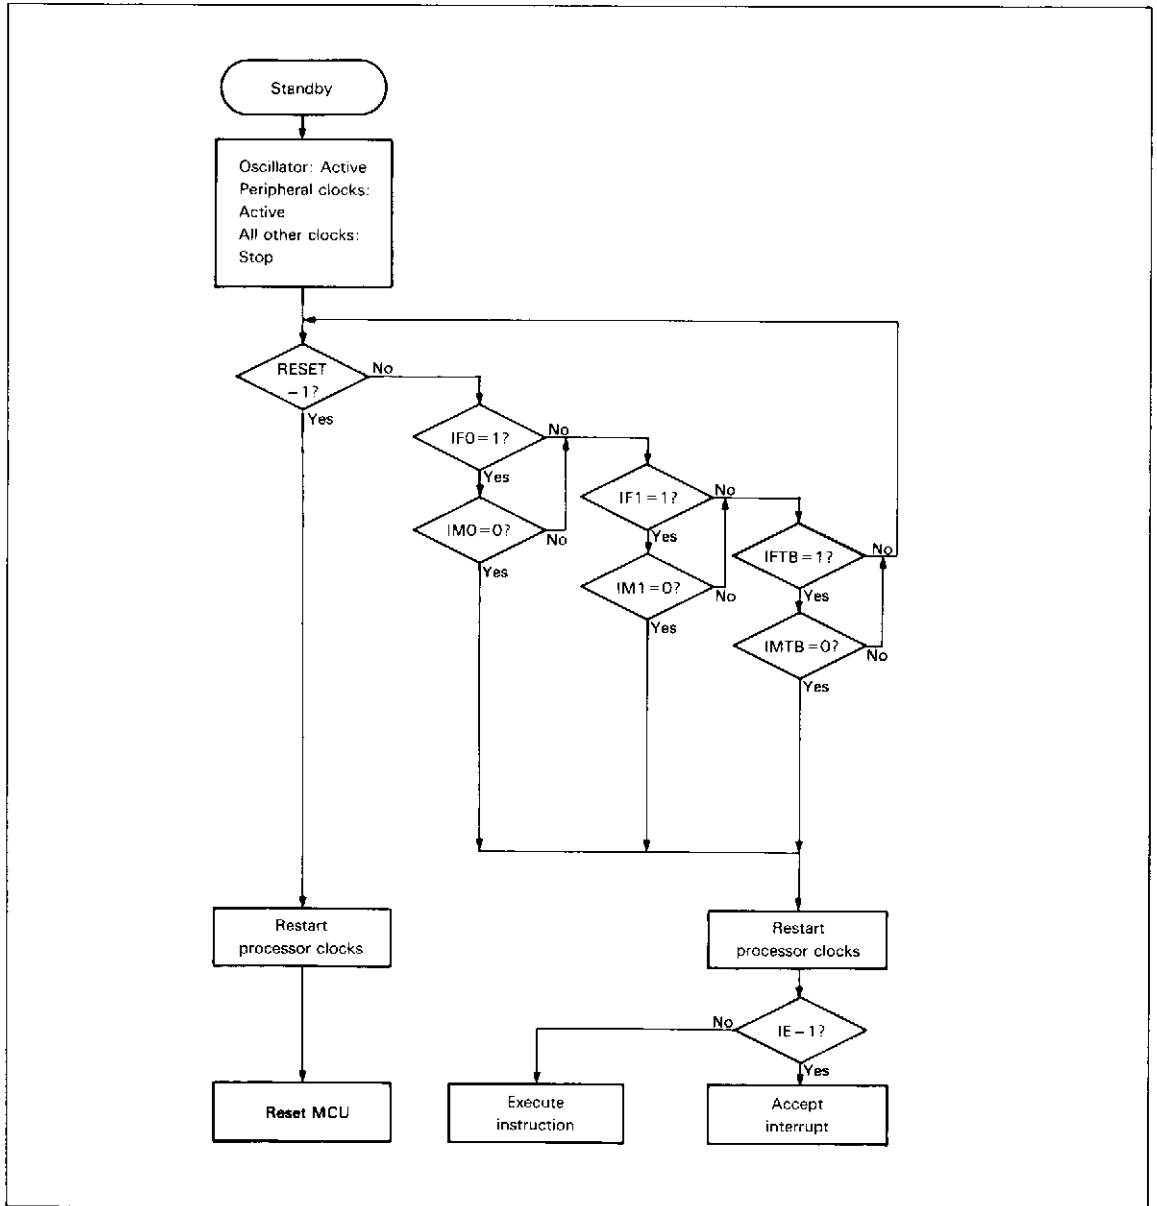 Standby
Oscillator: Active
Peripheral clocks:
Active
All other clocks:
Stop
RESET
–1?
No
Yes
IF0=1?
No
Yes
IM0=0?
No
Yes
IF1=1?
No
Yes
IM1=0?
No
Yes
IFTB=1?
No
Yes
IMTB=0?
No
Yes
Restart
processor clocks
Restart
processor clocks
IE–1?
No
Yes
Reset MCU
Execute
instruction
Accept
interrupt